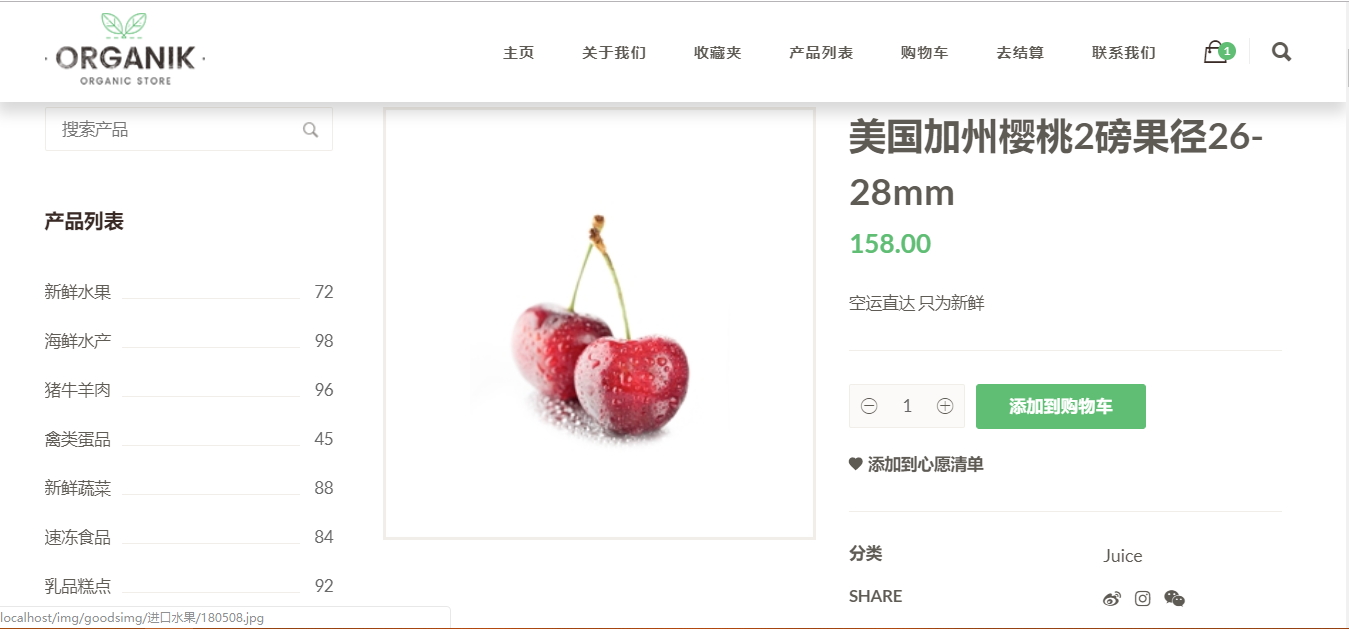 ORGANIK
ORGANIC STORE
主页 关于我们 收藏夹 产品列表 购物车 去结算 联系我们 1
搜索产品
产品列表
新鲜水果 72
海鲜水产 98
猪牛羊肉 96
禽类蛋品 45
新鲜蔬菜 88
速冻食品 84
乳品糕点 92
美国加州樱桃2磅果径26-
28mm
158.00
空运直达 只为新鲜
1 添加到购物车
添加到心愿清单
分类 Juice
SHARE
localhost/img/goodsimg/进口水果/180508.jpg